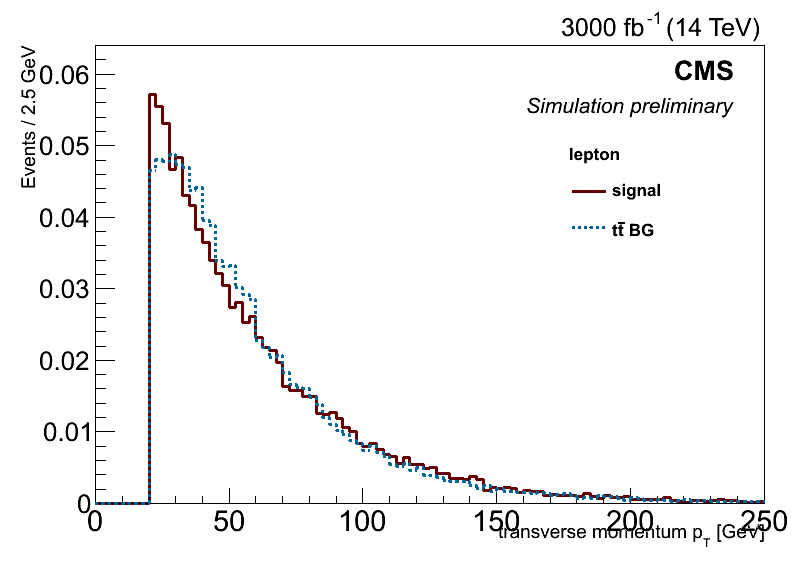 3000 fb⁻¹ (14 TeV)
Events / 2.5 GeV
CMS
Simulation preliminary
lepton
signal
tt̄ BG
0.06
0.05
0.04
0.03
0.02
0.01
0
0 50 100 150 200 250
transverse momentum p_T [GeV]